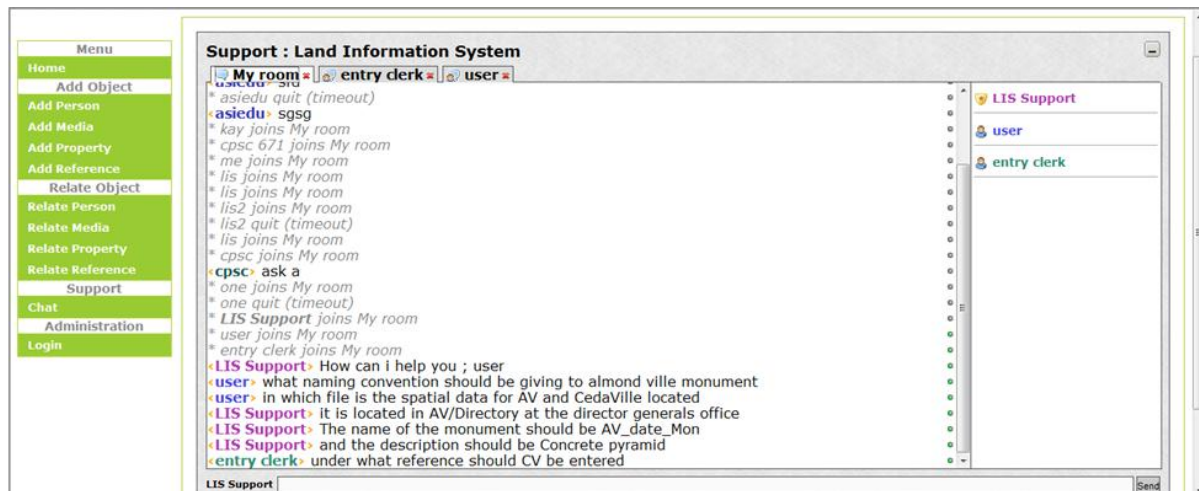 Menu
Home
Add Object
Add Person
Add Media
Add Property
Add Reference
Relate Object
Relate Person
Relate Media
Relate Property
Relate Reference
Support
Chat
Administration
Login
Support : Land Information System
My room entry clerk user
<asiedu> sfd
* asiedu quit (timeout)
<asiedu> sgsg
* kay joins My room
* cpsc 671 joins My room
* me joins My room
* lis joins My room
* lis joins My room
* lis2 joins My room
* lis2 quit (timeout)
* lis joins My room
* cpsc joins My room
<cpsc> ask a
* one joins My room
* one quit (timeout)
* LIS Support joins My room
* user joins My room
* entry clerk joins My room
<LIS Support> How can i help you ; user
<user> what naming convention should be giving to almond ville monument
<user> in which file is the spatial data for AV and CedaVille located
<LIS Support> it is located in AV/Directory at the director generals office
<LIS Support> The name of the monument should be AV_date_Mon
<LIS Support> and the description should be Concrete pyramid
<entry clerk> under what reference should CV be entered
LIS Support
user
entry clerk
LIS Support
Send